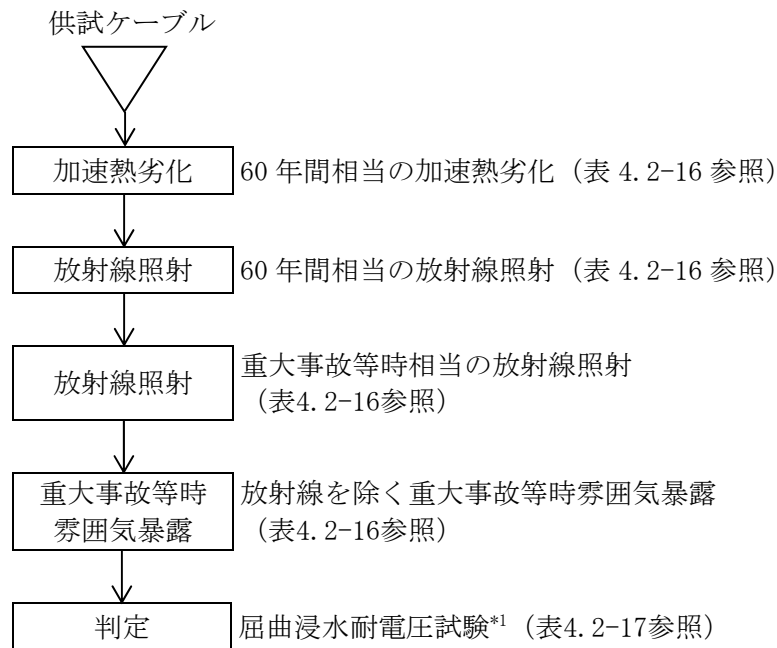 供試ケーブル
加速熱劣化 60 年間相当の加速熱劣化（表 4.2-16 参照）
放射線照射 60 年間相当の放射線照射（表 4.2-16 参照）
放射線照射
重大事故等時相当の放射線照射
（表4.2-16参照）
重大事故等時
雰囲気暴露
放射線を除く重大事故等時雰囲気暴露
（表4.2-16参照）
判定 屈曲浸水耐電圧試験*1（表4.2-17参照）